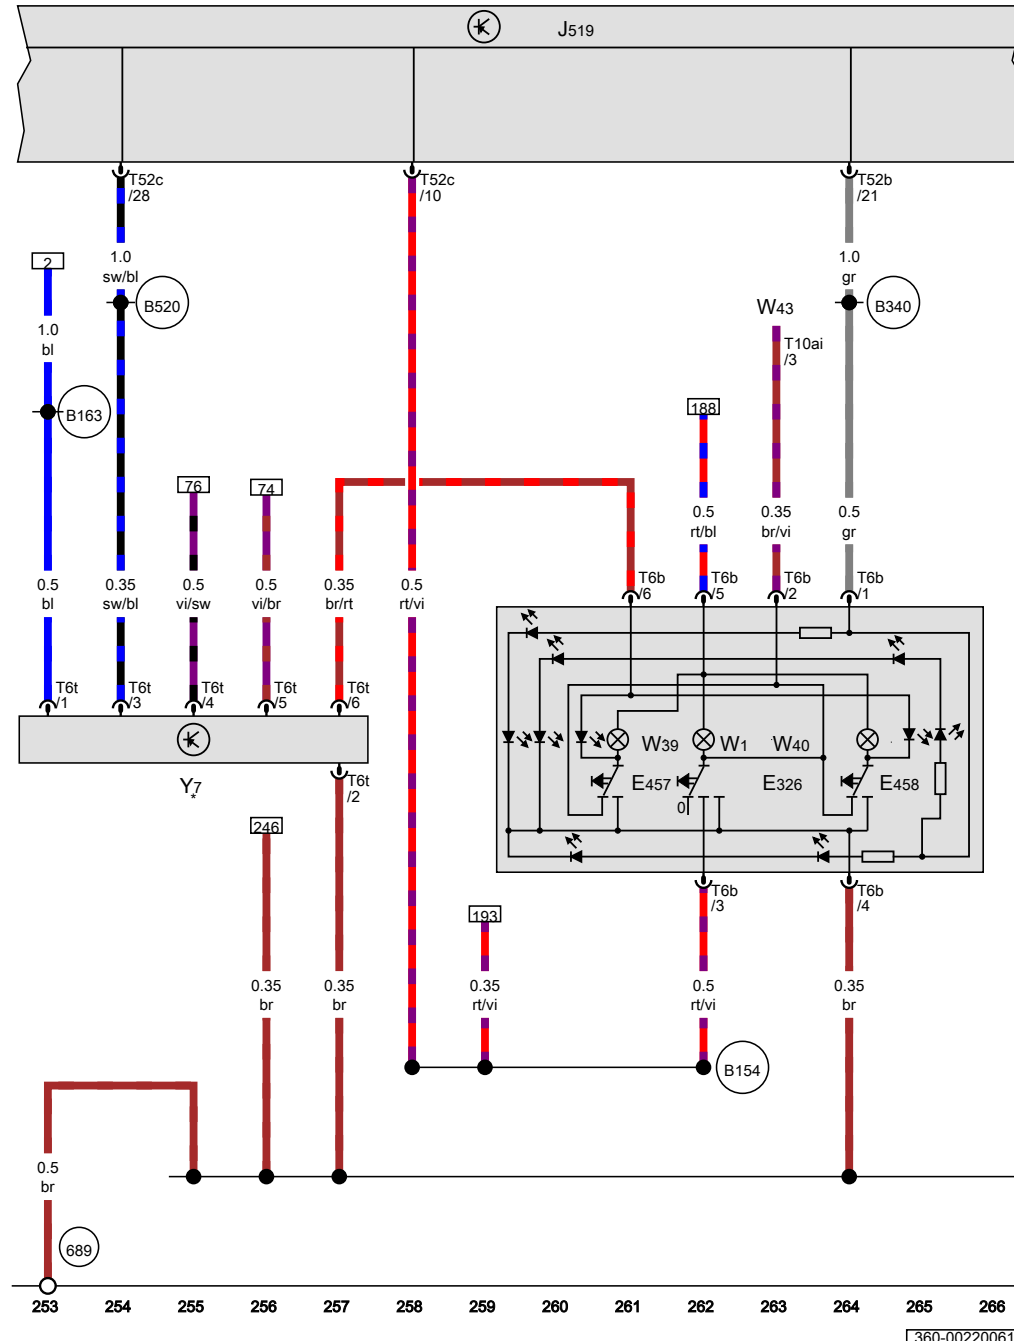 J519
T52c
/28
T52c
/10
T52b
/21
2
1.0
sw/bl
B520
1.0
gr
B340
W43
T10ai
/3
1.0
bl
B163
188
76
74
0.5
rt/bl
0.35
br/vi
0.5
gr
0.5
bl
0.35
sw/bl
0.5
vi/sw
0.5
vi/br
0.35
br/rt
0.5
rt/vi
T6b
/6
T6b
/5
T6b
/2
T6b
/1
T6t
/1
T6t
/3
T6t
/4
T6t
/5
T6t
/6
W39
W1
W40
E457
E326
E458
0
Y7
*
T6t
/2
246
T6b
/3
T6b
/4
193
0.35
br
0.35
br
0.35
rt/vi
0.5
rt/vi
0.35
br
B154
0.5
br
689
253 254 255 256 257 258 259 260 261 262 263 264 265 266
360-00220061